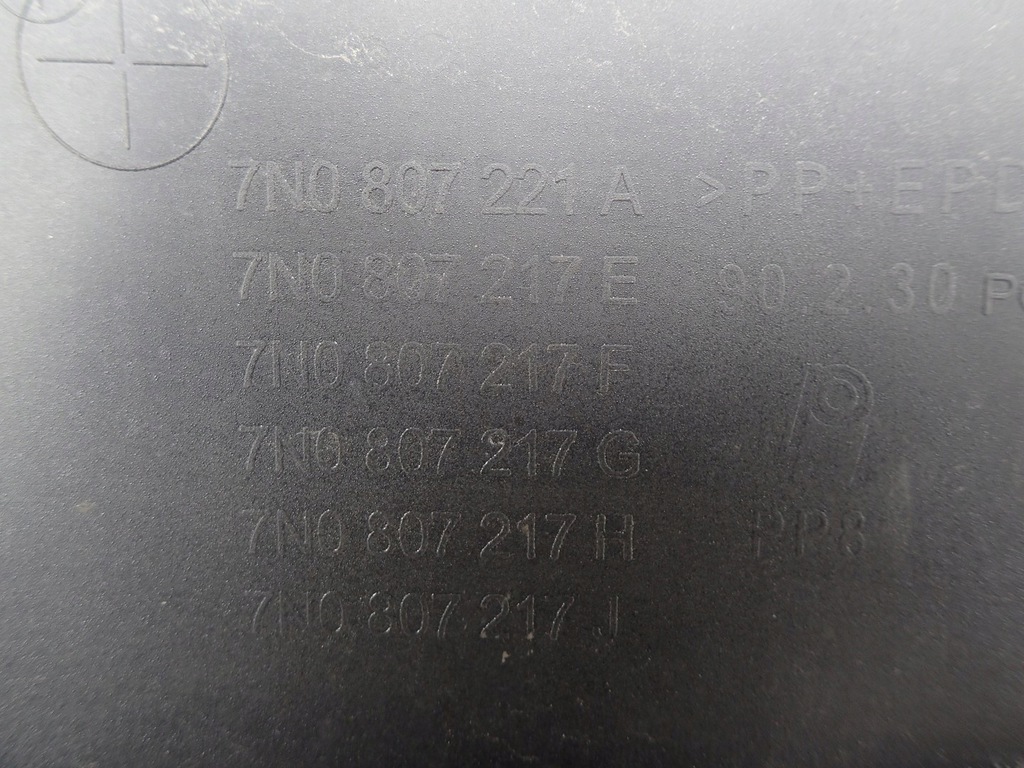 7N0 807 221 A >PP+EPD
7N0 807 217 E 90.2.30
7N0 807 217 F
7N0 807 217 G
7N0 807 217 H PP8
7N0 807 217 J